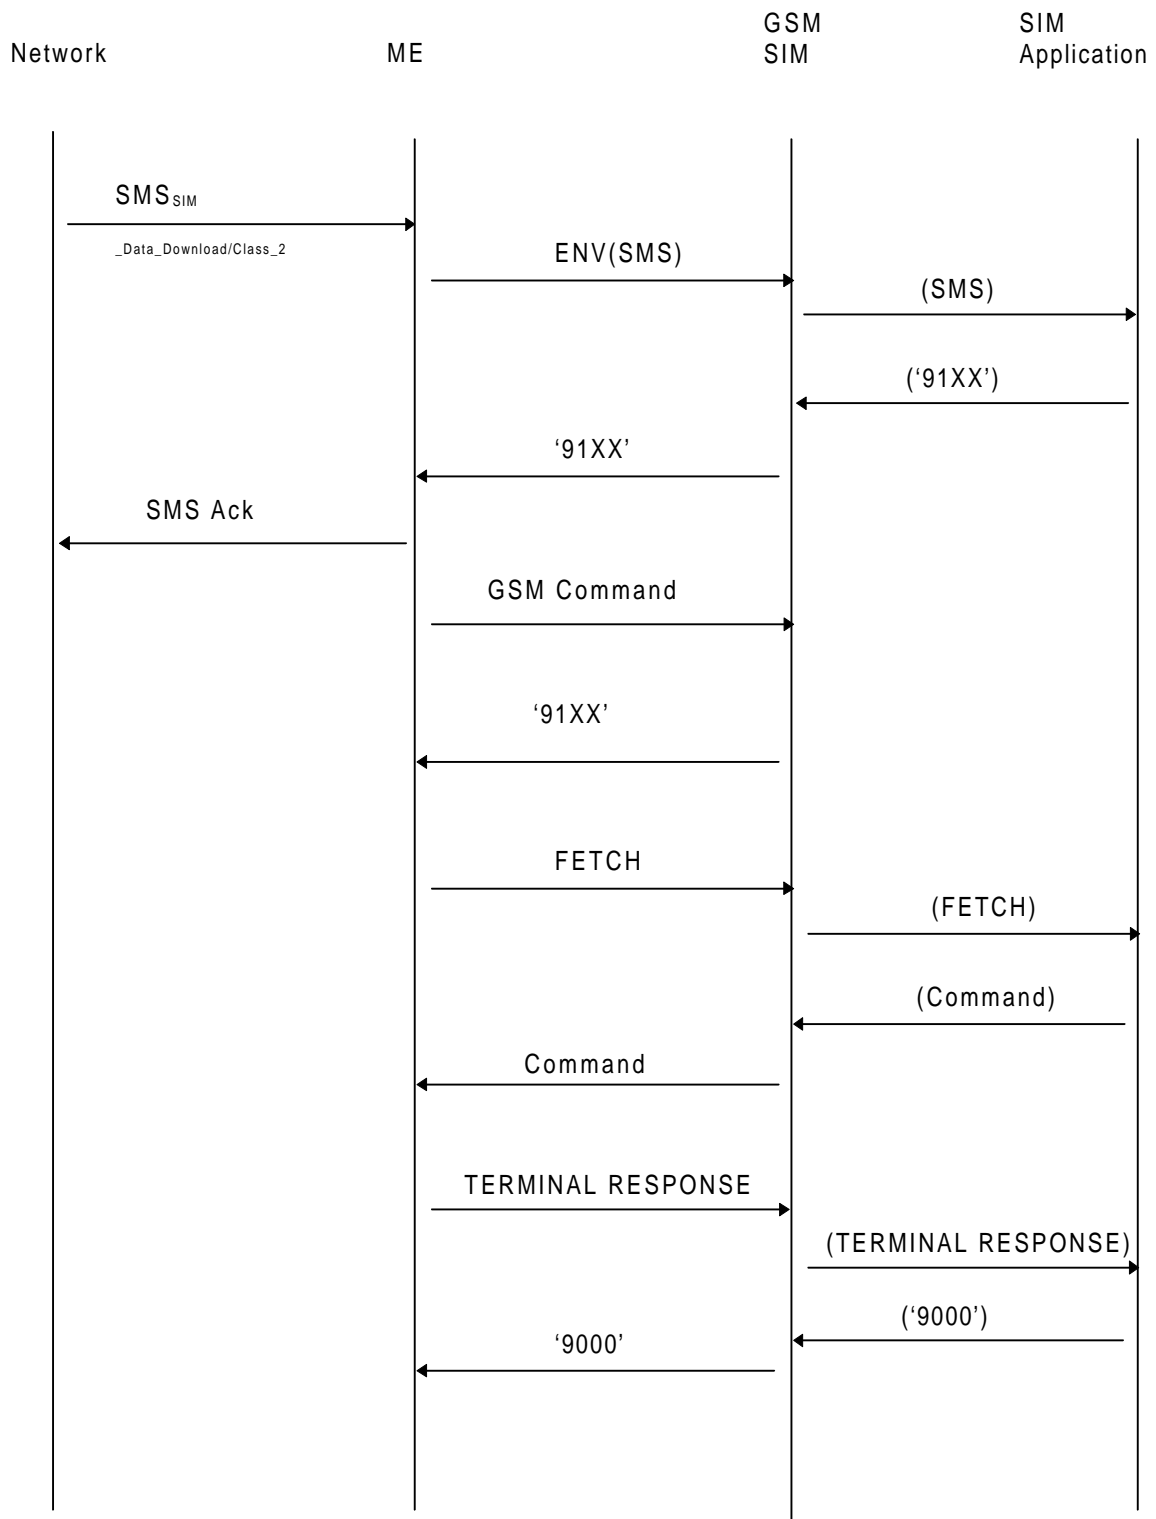 GSM
SIM
SIM
Application
Network
ME
SMSSIM
_Data_Download/Class_2
ENV(SMS)
(SMS)
(‘91XX’)
‘91XX’
SMS Ack
GSM Command
‘91XX’
FETCH
(FETCH)
(Command)
Command
TERMINAL RESPONSE
(TERMINAL RESPONSE)
(‘9000’)
‘9000’